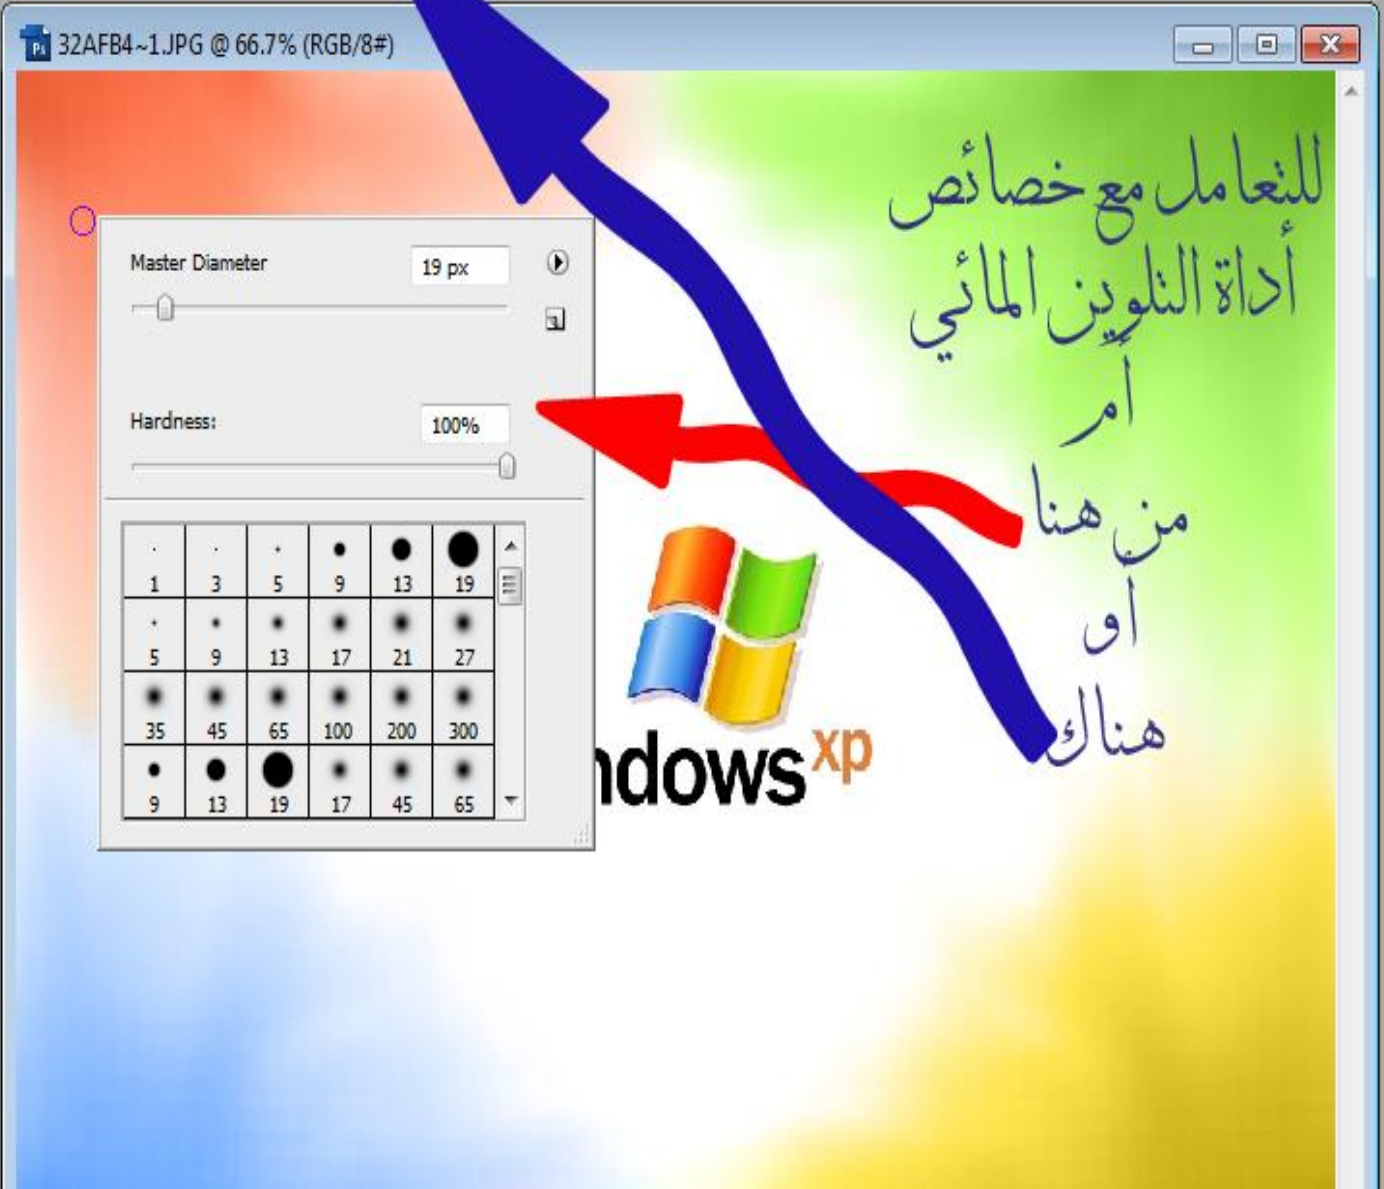 32AFB4~1.JPG @ 66.7% (RGB/8#)
للتعامل مع خصائص
أداة التلوين المائي
أم
من هنا
أو
هناك
Master Diameter 19 px
Hardness: 100%
1 3 5 9 13 19
5 9 13 17 21 27
35 45 65 100 200 300
9 13 19 17 45 65
ndows xp